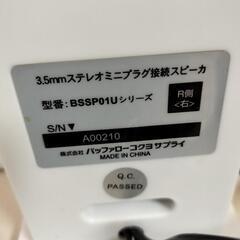 3.5mmステレオミニプラグ接続スピーカ
型番：BSSP01Uシリーズ
R側
<右>
S/N▼
A00210
株式会社 バッファローコクヨサプライ
MADE IN CHINA
Q.C.
PASSED